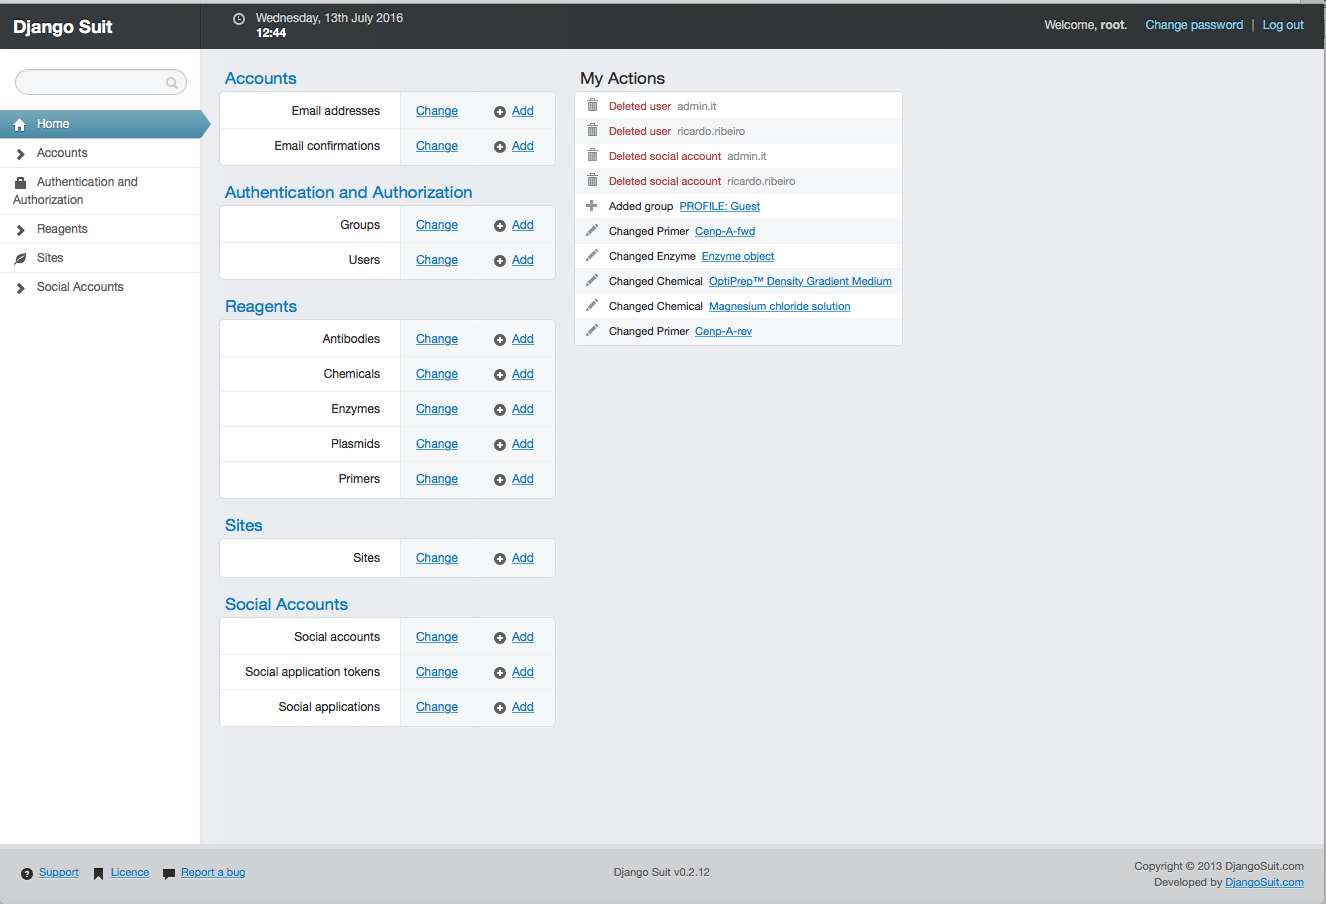 Django Suit
Wednesday, 13th July 2016
12:44
Welcome, root. Change password | Log out
Home
Accounts
Authentication and
Authorization
Reagents
Sites
Social Accounts
Accounts
Email addresses Change Add
Email confirmations Change Add
Authentication and Authorization
Groups Change Add
Users Change Add
Reagents
Antibodies Change Add
Chemicals Change Add
Enzymes Change Add
Plasmids Change Add
Primers Change Add
Sites
Sites Change Add
Social Accounts
Social accounts Change Add
Social application tokens Change Add
Social applications Change Add
My Actions
Deleted user admin.it
Deleted user ricardo.ribeiro
Deleted social account admin.it
Deleted social account ricardo.ribeiro
Added group PROFILE: Guest
Changed Primer Cenp-A-fwd
Changed Enzyme Enzyme object
Changed Chemical OptiPrep™ Density Gradient Medium
Changed Chemical Magnesium chloride solution
Changed Primer Cenp-A-rev
Support Licence Report a bug
Django Suit v0.2.12
Copyright © 2013 DjangoSuit.com
Developed by DjangoSuit.com